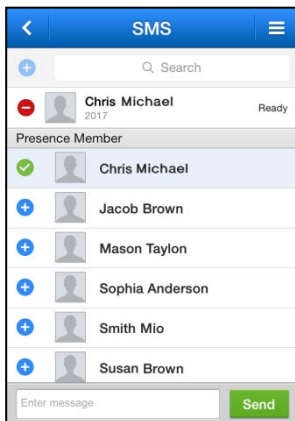 SMS
Search
Chris Michael
2017
Ready
Presence Member
Chris Michael
Jacob Brown
Mason Taylon
Sophia Anderson
Smith Mio
Susan Brown
Enter message
Send